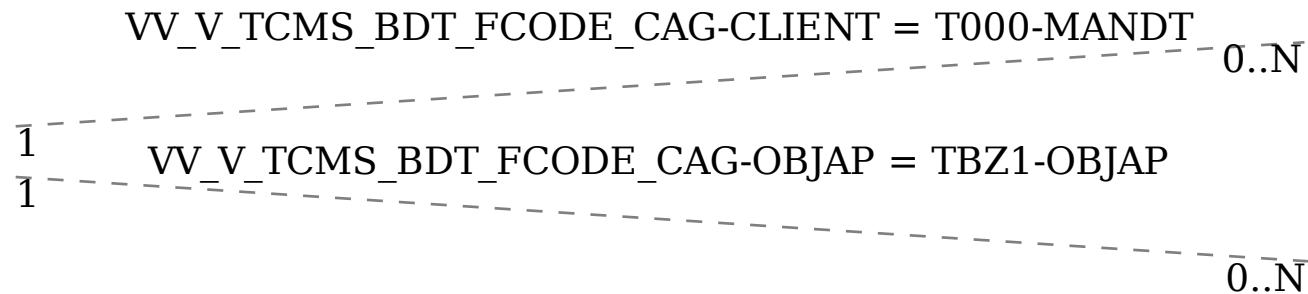 VV_V_TCMS_BDT_FCODE_CAG-CLIENT = T000-MANDT
0..N
1
VV_V_TCMS_BDT_FCODE_CAG-OBJAP = TBZ1-OBJAP
1
0..N